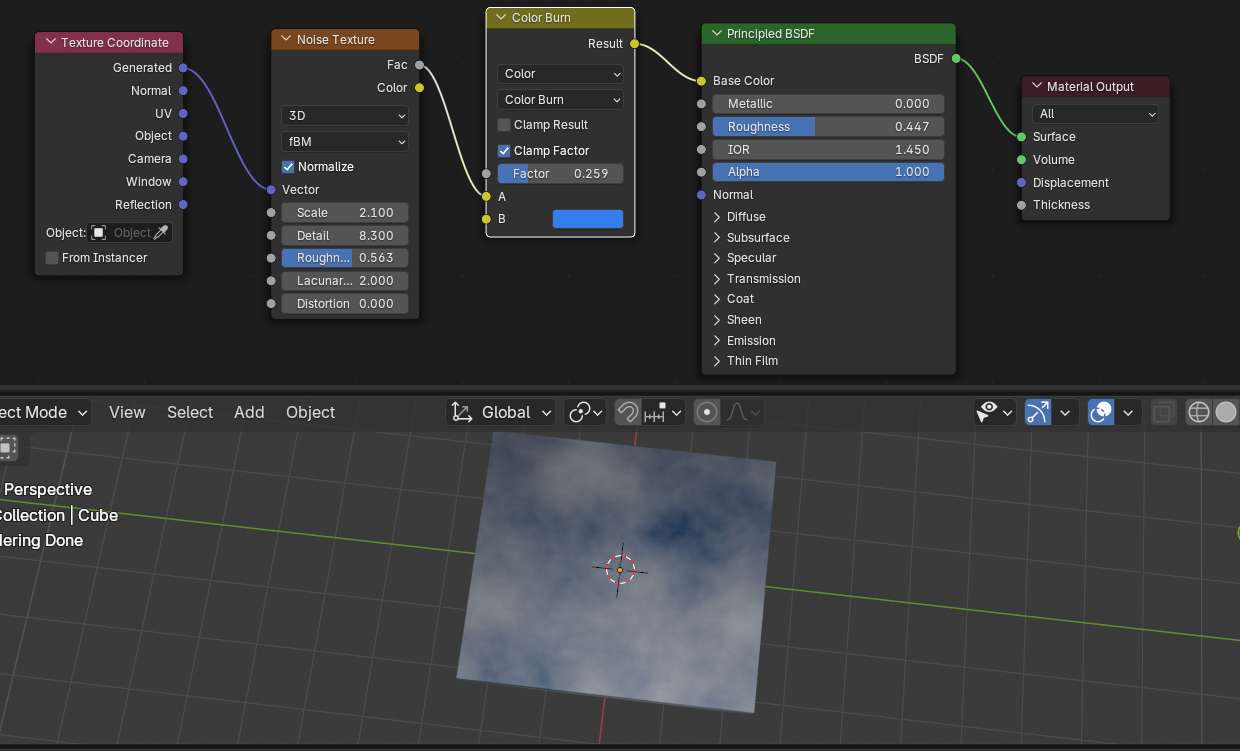 Texture Coordinate
Generated
Normal
UV
Object
Camera
Window
Reflection
Object: Object
From Instancer
Noise Texture
Fac
Color
3D
fBM
Normalize
Vector
Scale 2.100
Detail 8.300
Roughn... 0.563
Lacunar... 2.000
Distortion 0.000
Color Burn
Result
Color
Color Burn
Clamp Result
Clamp Factor
Factor 0.259
A
B
Principled BSDF
BSDF
Base Color
Metallic 0.000
Roughness 0.447
IOR 1.450
Alpha 1.000
Normal
Diffuse
Subsurface
Specular
Transmission
Coat
Sheen
Emission
Thin Film
Material Output
All
Surface
Volume
Displacement
Thickness
ect Mode View Select Add Object Global
Perspective
Collection | Cube
dering Done